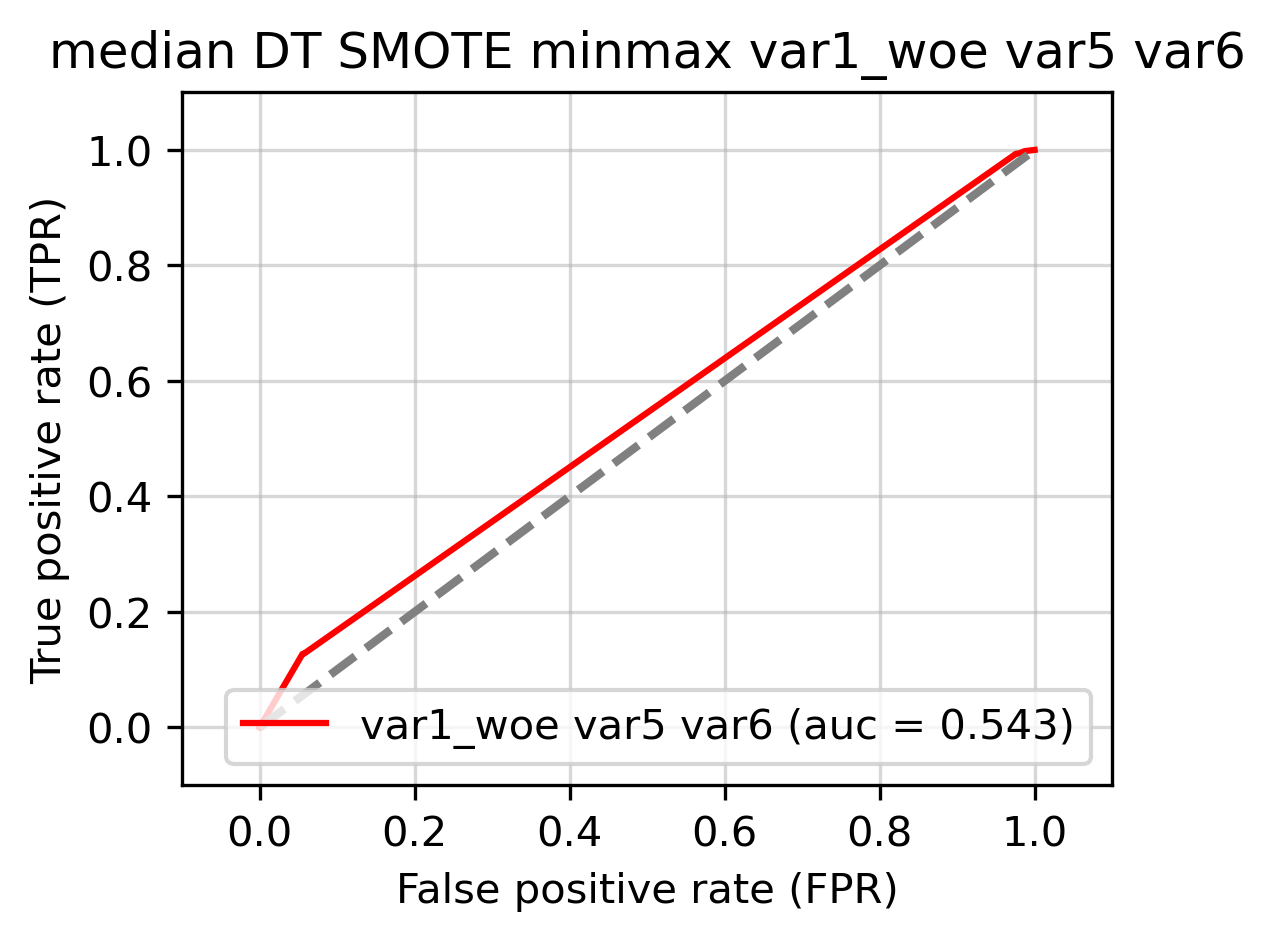 median DT SMOTE minmax var1_woe var5 var6
True positive rate (TPR)
1.0
0.8
0.6
0.4
0.2
0.0
var1_woe var5 var6 (auc = 0.543)
0.0 0.2 0.4 0.6 0.8 1.0
False positive rate (FPR)